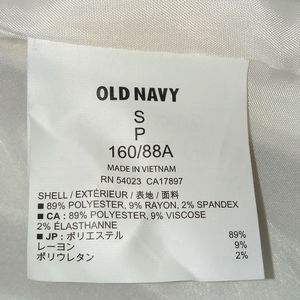 OLD NAVY
S
P
160/88A
MADE IN VIETNAM
RN 54023 CA17897
SHELL / EXTÉRIEUR / 表地 / 面料
■ 89% POLYESTER, 9% RAYON, 2% SPANDEX
■ CA : 89% POLYESTER, 9% VISCOSE
2% ÉLASTHANNE
■ JP : ポリエステル 89%
レーヨン 9%
ポリウレタン 2%